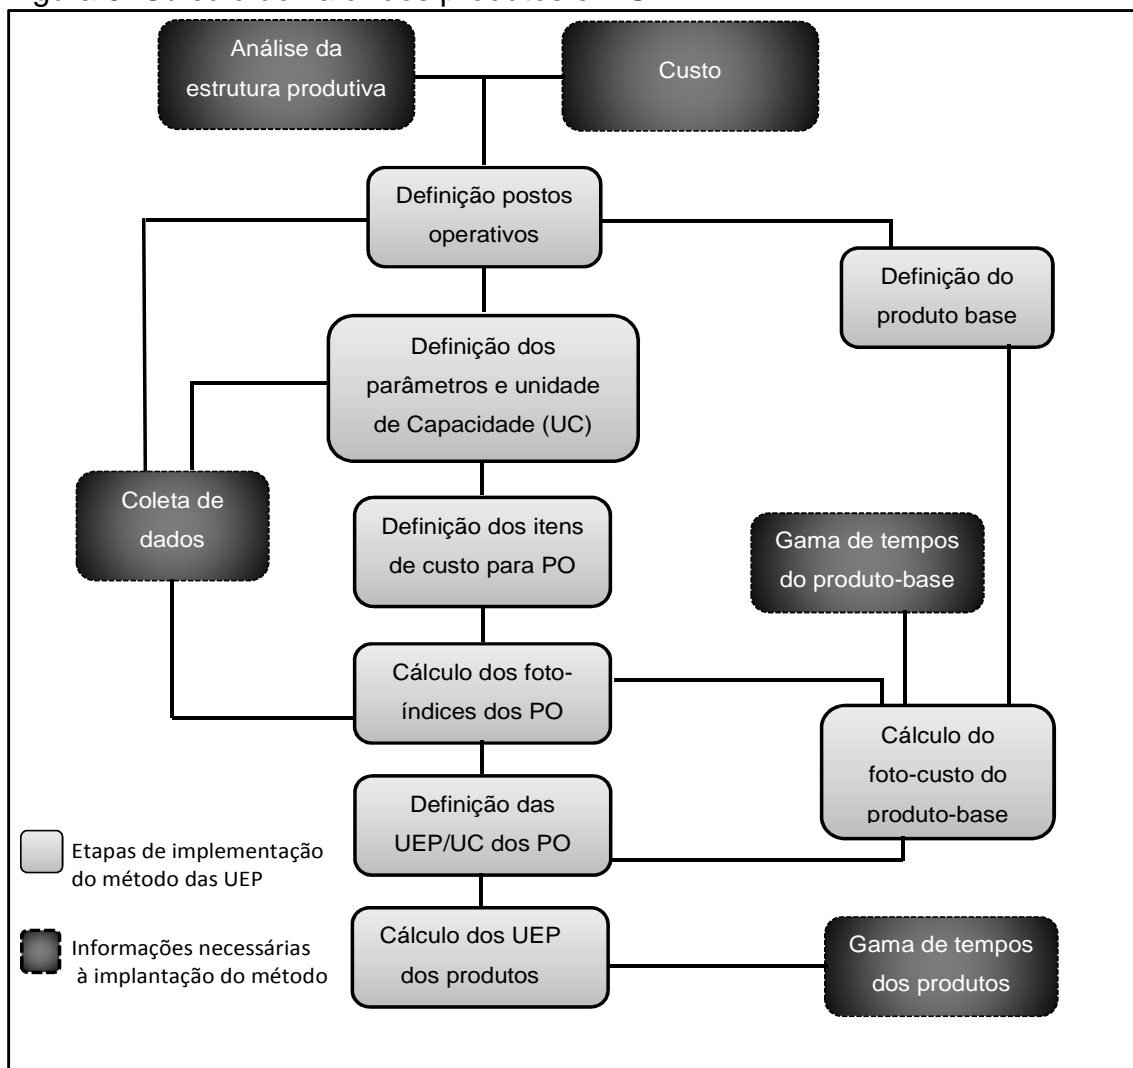 Análise da
estrutura produtiva
Custo
Definição postos
operativos
Definição do
produto base
Definição dos
parâmetros e unidade
de Capacidade (UC)
Coleta de
dados
Definição dos itens
de custo para PO
Gama de tempos
do produto-base
Cálculo dos foto-
índices dos PO
Cálculo do
foto-custo do
produto-base
Definição das
UEP/UC dos PO
Etapas de implementação
do método das UEP
Cálculo dos UEP
dos produtos
Gama de tempos
dos produtos
Informações necessárias
à implantação do método